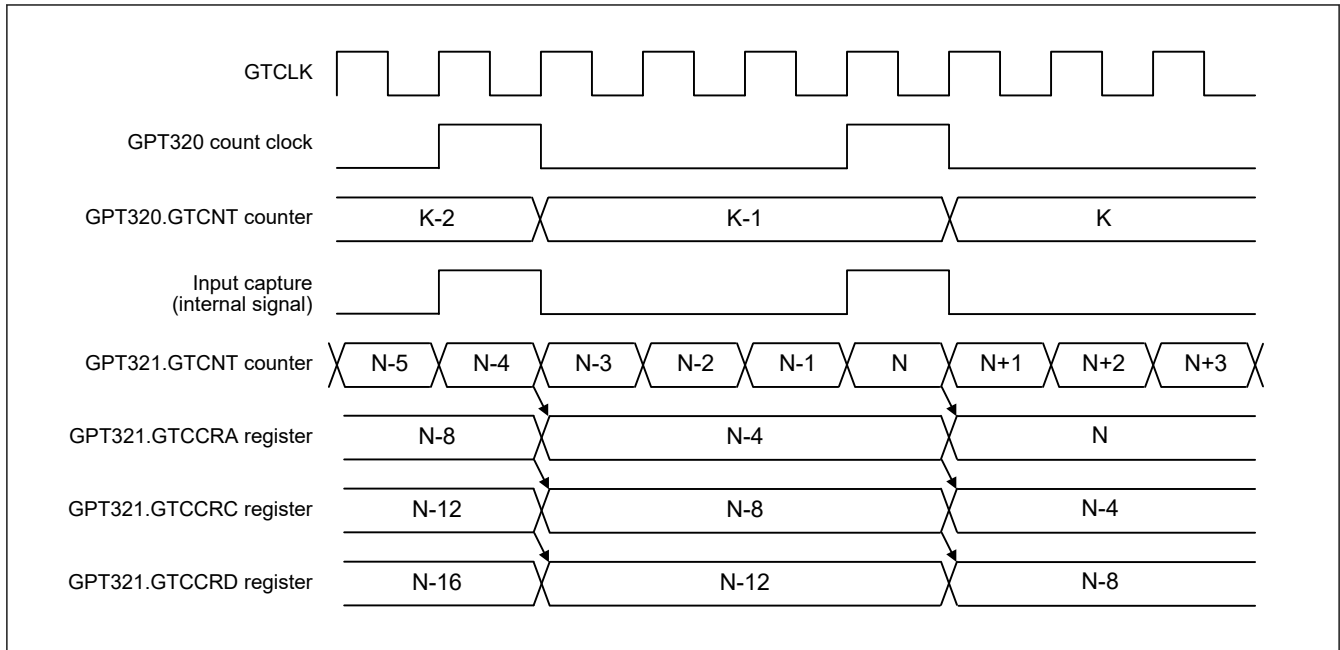 GTCLK
GPT320 count clock
GPT320.GTCNT counter K-2 K-1 K
Input capture
(internal signal)
GPT321.GTCNT counter N-5 N-4 N-3 N-2 N-1 N N+1 N+2 N+3
GPT321.GTCCRA register N-8 N-4 N
GPT321.GTCCRC register N-12 N-8 N-4
GPT321.GTCCRD register N-16 N-12 N-8